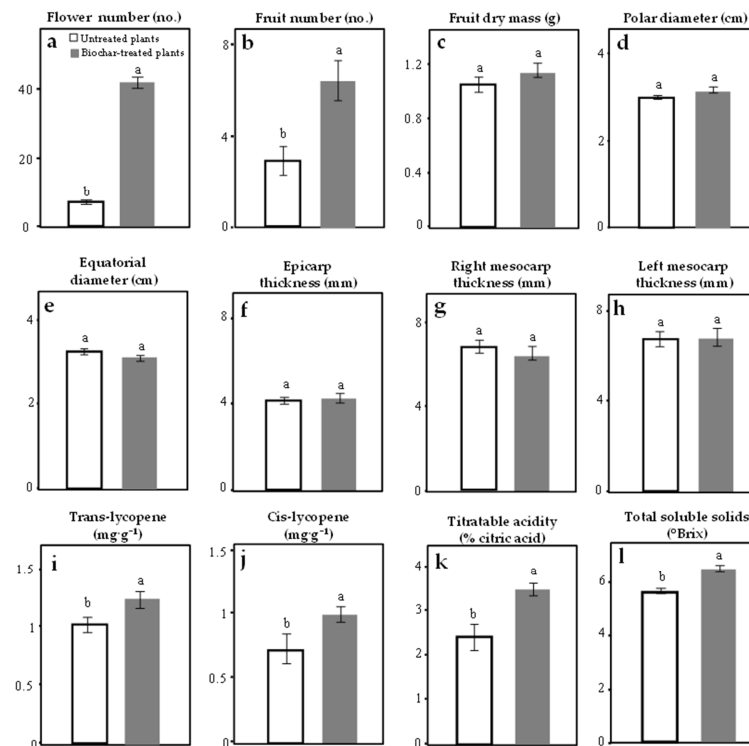 Flower number (no.)
a
Untreated plants
Biochar-treated plants
40
20
0
b
a
Fruit number (no.)
b
8
4
0
b
a
Fruit dry mass (g)
c
1.2
0.8
0.4
0
a
a
Polar diameter (cm)
d
4
2
0
a
a
Equatorial
diameter (cm)
e
4
2
0
a
a
Epicarp
thickness (mm)
f
8
4
0
a
a
Right mesocarp
thickness (mm)
g
8
4
0
a
a
Left mesocarp
thickness (mm)
h
8
4
0
a
a
Trans-lycopene
(mg·g⁻¹)
i
1.5
1
0.5
0
b
a
Cis-lycopene
(mg·g⁻¹)
j
1.5
1
0.5
0
b
a
Titratable acidity
(% citric acid)
k
4
3
2
1
0
b
a
Total soluble solids
(°Brix)
l
6
4
2
0
b
a